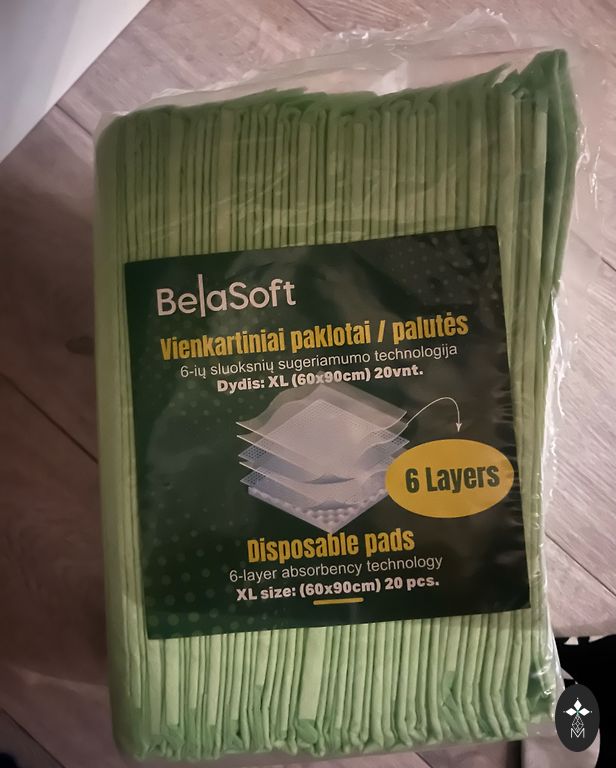 BelaSoft
Vienkartiniai paklotai / palutės
6-ių sluoksnių sugeriamumo technologija
Dydis: XL (60x90cm) 20vnt.
6 Layers
Disposable pads
6-layer absorbency technology
XL size: (60x90cm) 20 pcs.
M